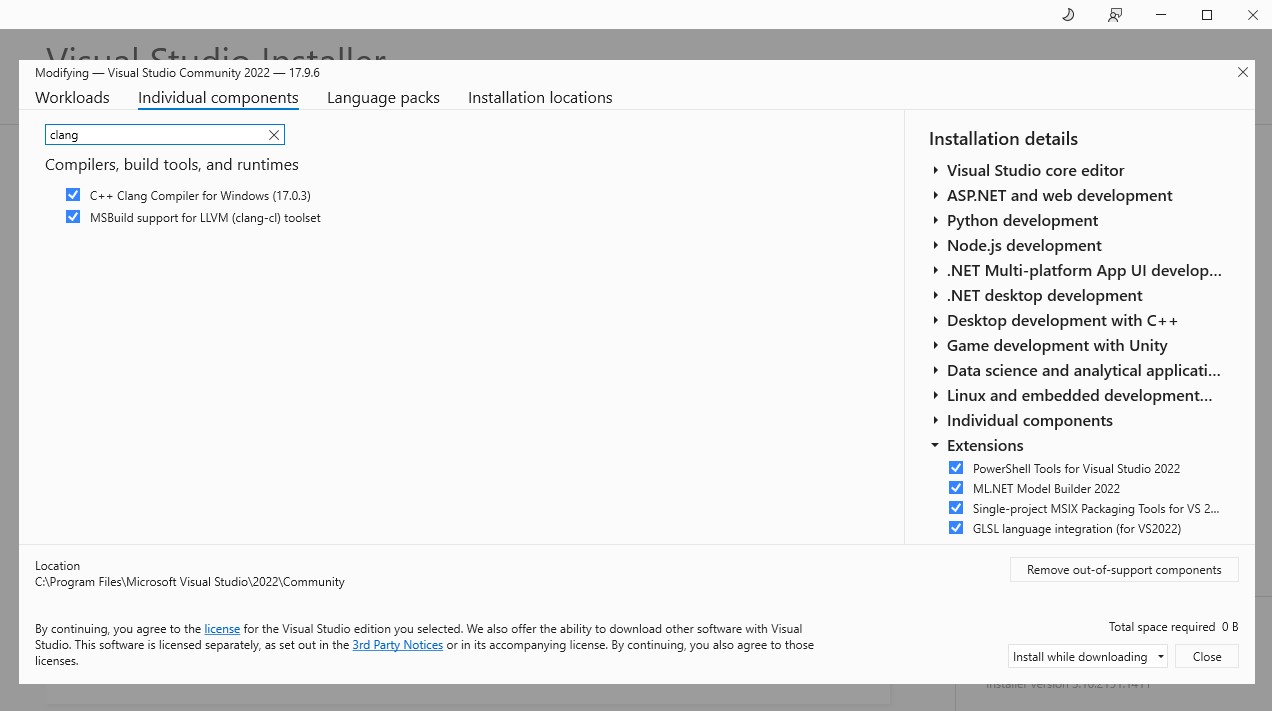 Visual Studio Installer
Modifying — Visual Studio Community 2022 — 17.9.6
Workloads
Individual components
Language packs
Installation locations
clang
Compilers, build tools, and runtimes
C++ Clang Compiler for Windows (17.0.3)
MSBuild support for LLVM (clang-cl) toolset
Installation details
Visual Studio core editor
ASP.NET and web development
Python development
Node.js development
.NET Multi-platform App UI develop...
.NET desktop development
Desktop development with C++
Game development with Unity
Data science and analytical applicati...
Linux and embedded development...
Individual components
Extensions
PowerShell Tools for Visual Studio 2022
ML.NET Model Builder 2022
Single-project MSIX Packaging Tools for VS 2...
GLSL language integration (for VS2022)
Location
C:\Program Files\Microsoft Visual Studio\2022\Community
Remove out-of-support components
By continuing, you agree to the license for the Visual Studio edition you selected. We also offer the ability to download other software with Visual
Studio. This software is licensed separately, as set out in the 3rd Party Notices or in its accompanying license. By continuing, you also agree to those
licenses.
Total space required 0 B
Install while downloading
Close
Installer version